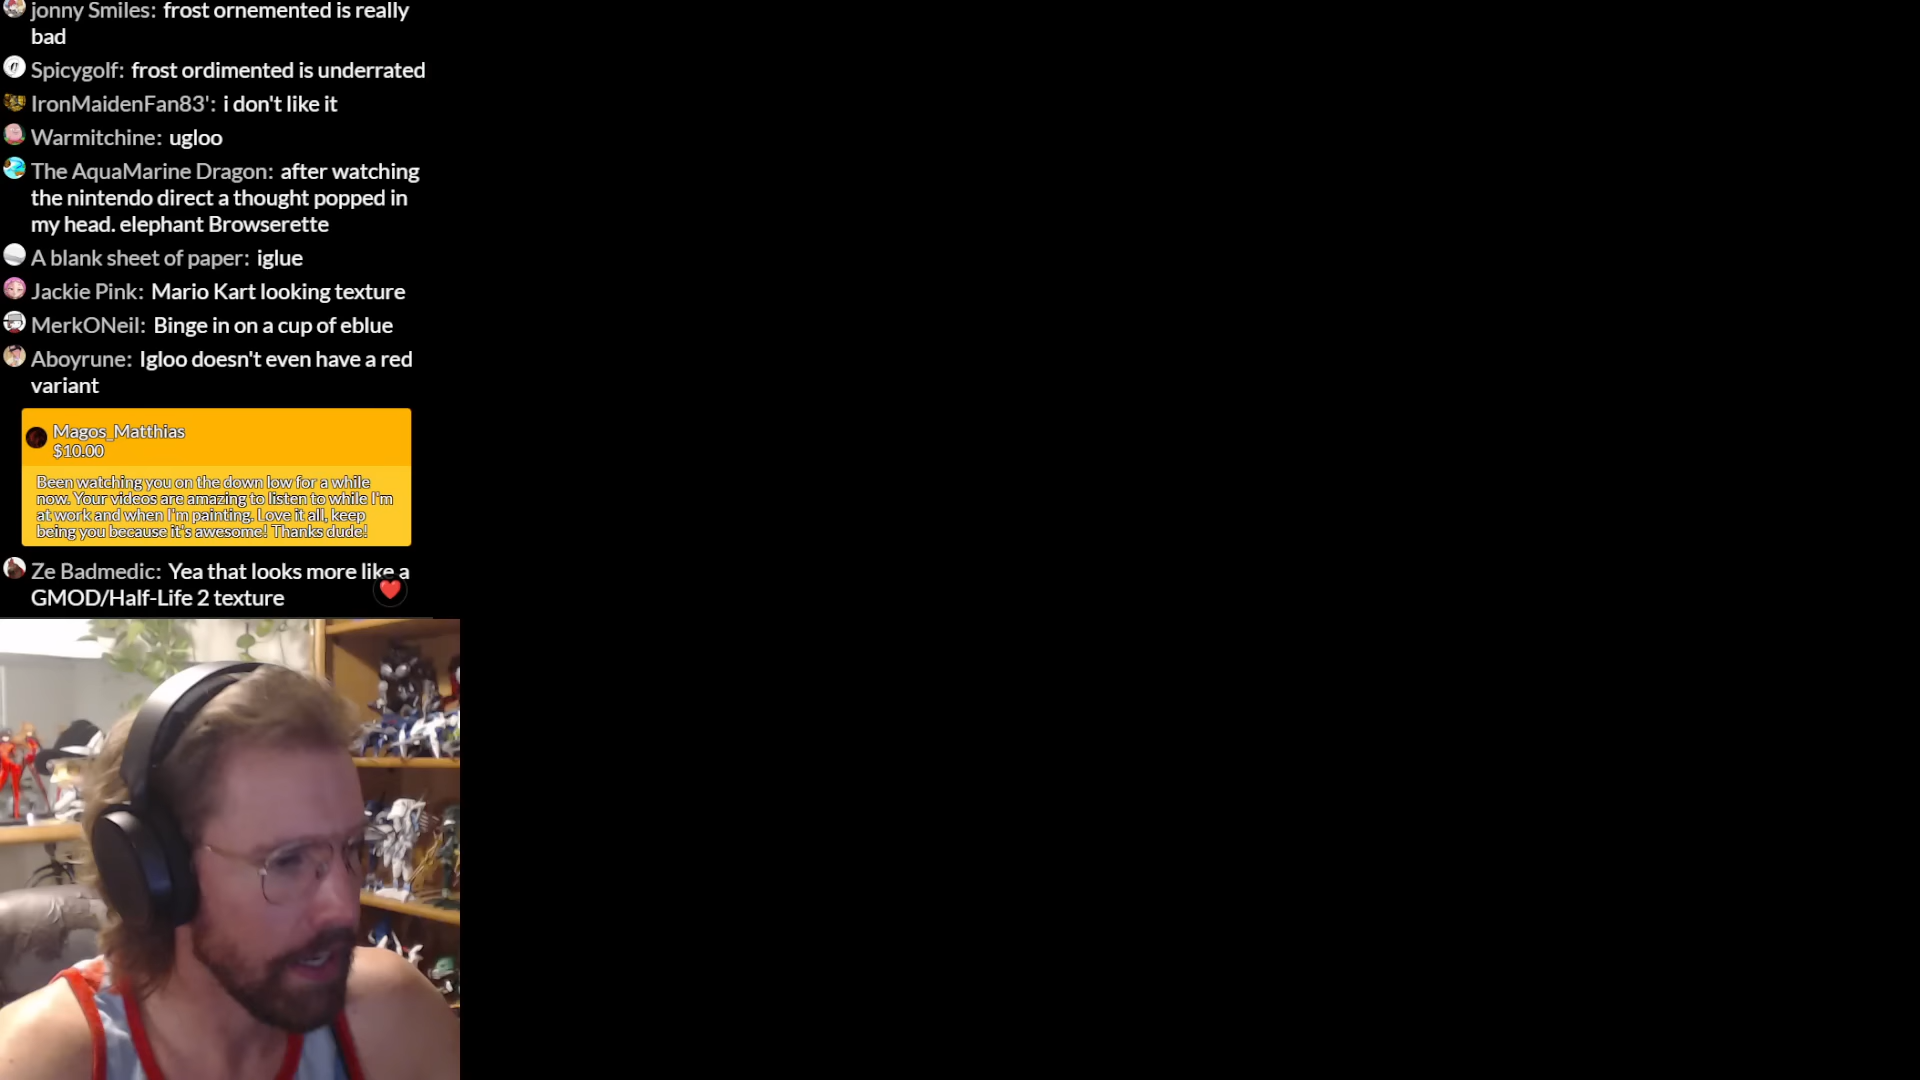 jonny Smiles: frost ornemented is really
bad
Spicygolf: frost ordimented is underrated
IronMaidenFan83': i don't like it
Warmitchine: ugloo
The AquaMarine Dragon: after watching
the nintendo direct a thought popped in
my head. elephant Browserette
A blank sheet of paper: iglue
Jackie Pink: Mario Kart looking texture
MerkONeil: Binge in on a cup of eblue
Aboyrune: Igloo doesn't even have a red
variant
Magos_Matthias
$10.00
Been watching you on the down low for a while
now. Your videos are amazing to listen to while I'm
at work and when I'm painting. Love it all, keep
being you because it's awesome! Thanks dude!
Ze Badmedic: Yea that looks more like a
GMOD/Half-Life 2 texture